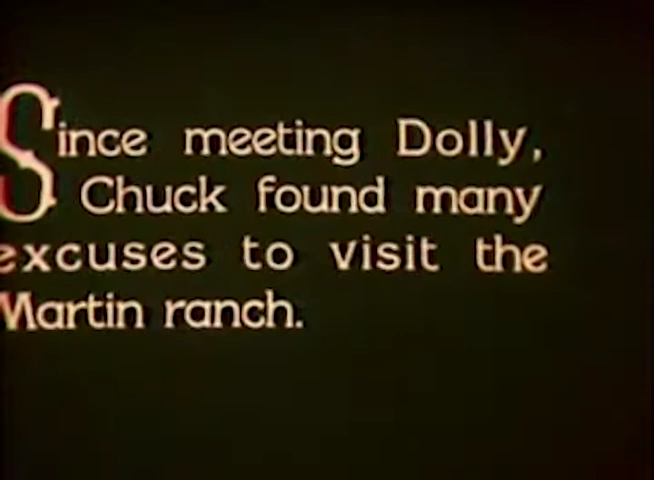 Since meeting Dolly,
Chuck found many
excuses to visit the
Martin ranch.